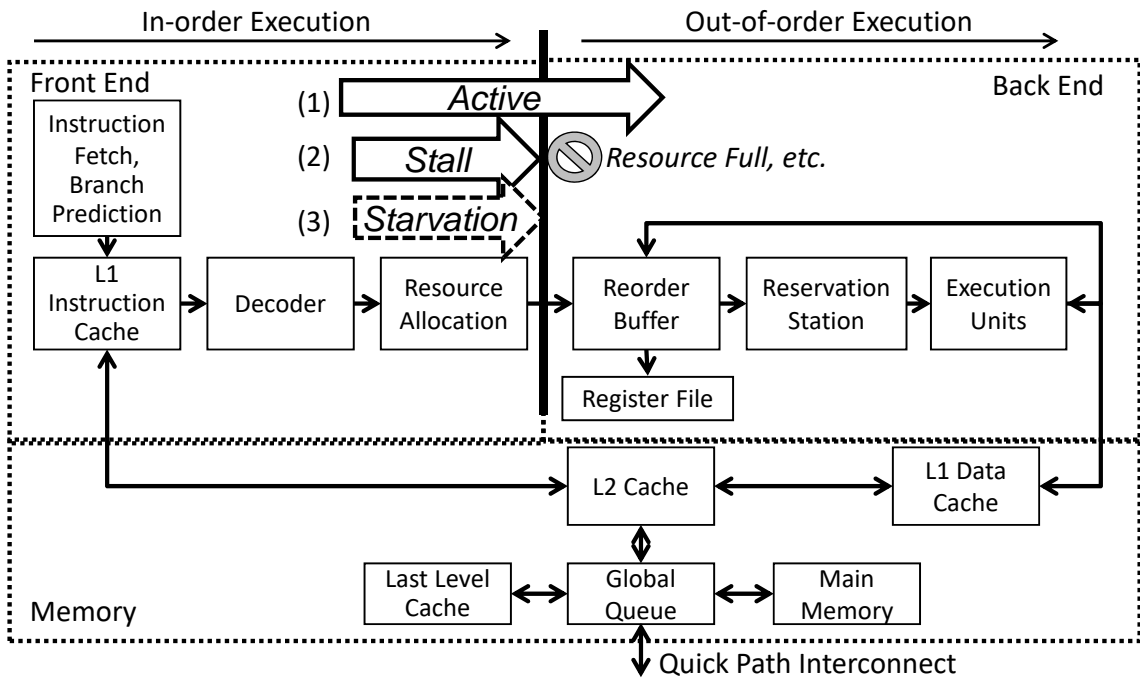 In-order Execution
Out-of-order Execution
Front End
Back End
Instruction
Fetch,
Branch
Prediction
(1)
Active
(2)
Stall
Resource Full, etc.
(3)
Starvation
L1
Instruction
Cache
Decoder
Resource
Allocation
Reorder
Buffer
Reservation
Station
Execution
Units
Register File
L2 Cache
L1 Data
Cache
Last Level
Cache
Global
Queue
Main
Memory
Memory
Quick Path Interconnect